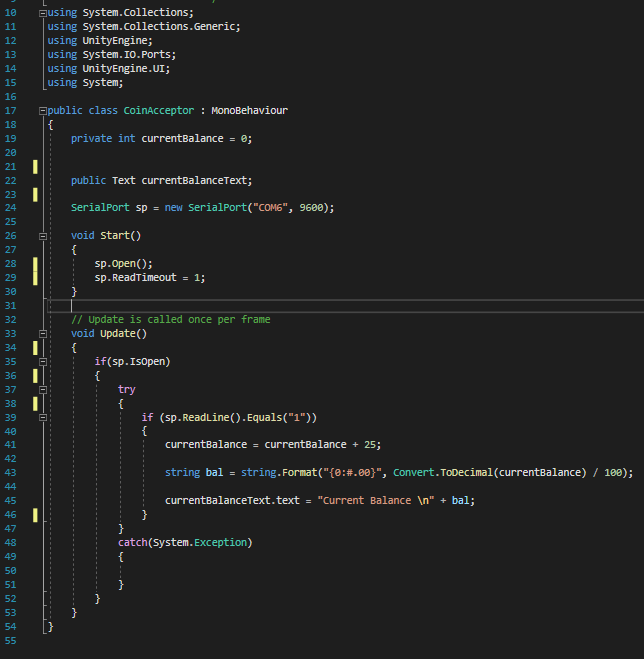 10 using System.Collections;
11 using System.Collections.Generic;
12 using UnityEngine;
13 using System.IO.Ports;
14 using UnityEngine.UI;
15 using System;
16
17 public class CoinAcceptor : MonoBehaviour
18 {
19 private int currentBalance = 0;
20
21
22 public Text currentBalanceText;
23
24 SerialPort sp = new SerialPort("COM6", 9600);
25
26 void Start()
27 {
28 sp.Open();
29 sp.ReadTimeout = 1;
30 }
31
32 // Update is called once per frame
33 void Update()
34 {
35 if(sp.IsOpen)
36 {
37 try
38 {
39 if (sp.ReadLine().Equals("1"))
40 {
41 currentBalance = currentBalance + 25;
42
43 string bal = string.Format("{0:#.00}", Convert.ToDecimal(currentBalance) / 100);
44
45 currentBalanceText.text = "Current Balance \n" + bal;
46 }
47 }
48 catch(System.Exception)
49 {
50
51 }
52 }
53 }
54 }
55